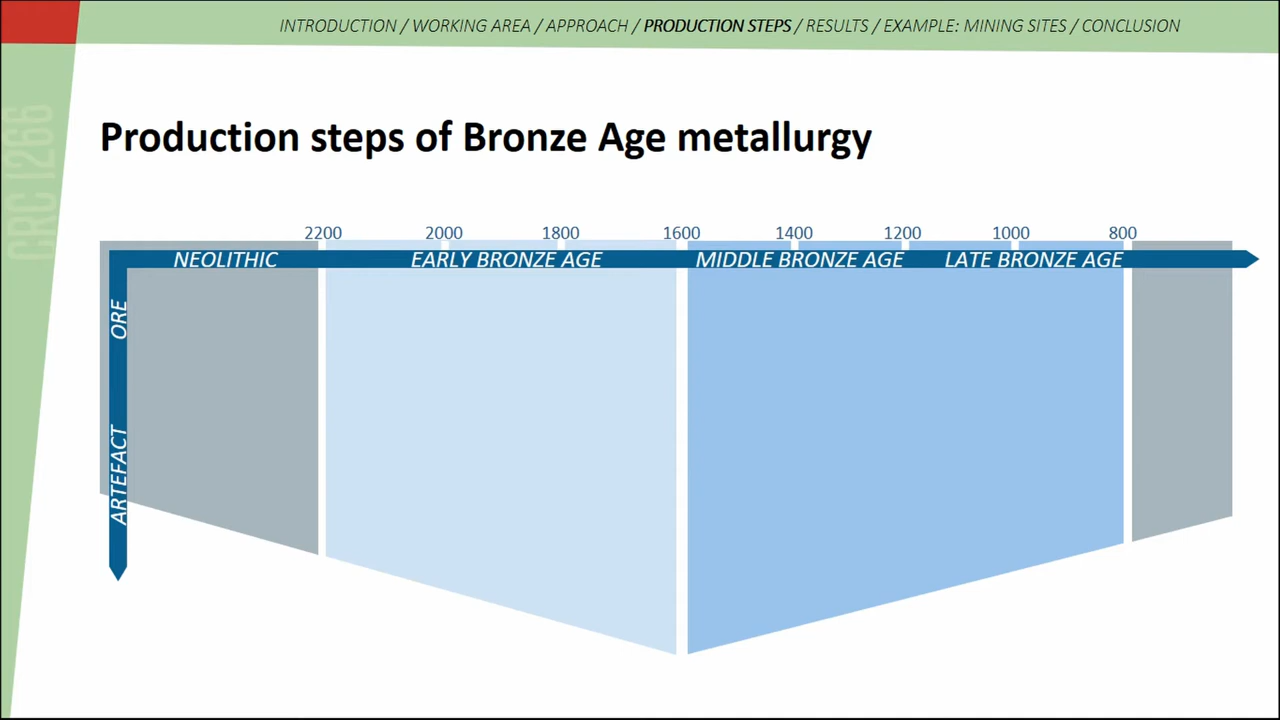 INTRODUCTION / WORKING AREA / APPROACH / PRODUCTION STEPS / RESULTS / EXAMPLE: MINING SITES / CONCLUSION
CRC 1266
Production steps of Bronze Age metallurgy
2200 2000 1800 1600 1400 1200 1000 800
NEOLITHIC EARLY BRONZE AGE MIDDLE BRONZE AGE LATE BRONZE AGE
ORE
ARTEFACT